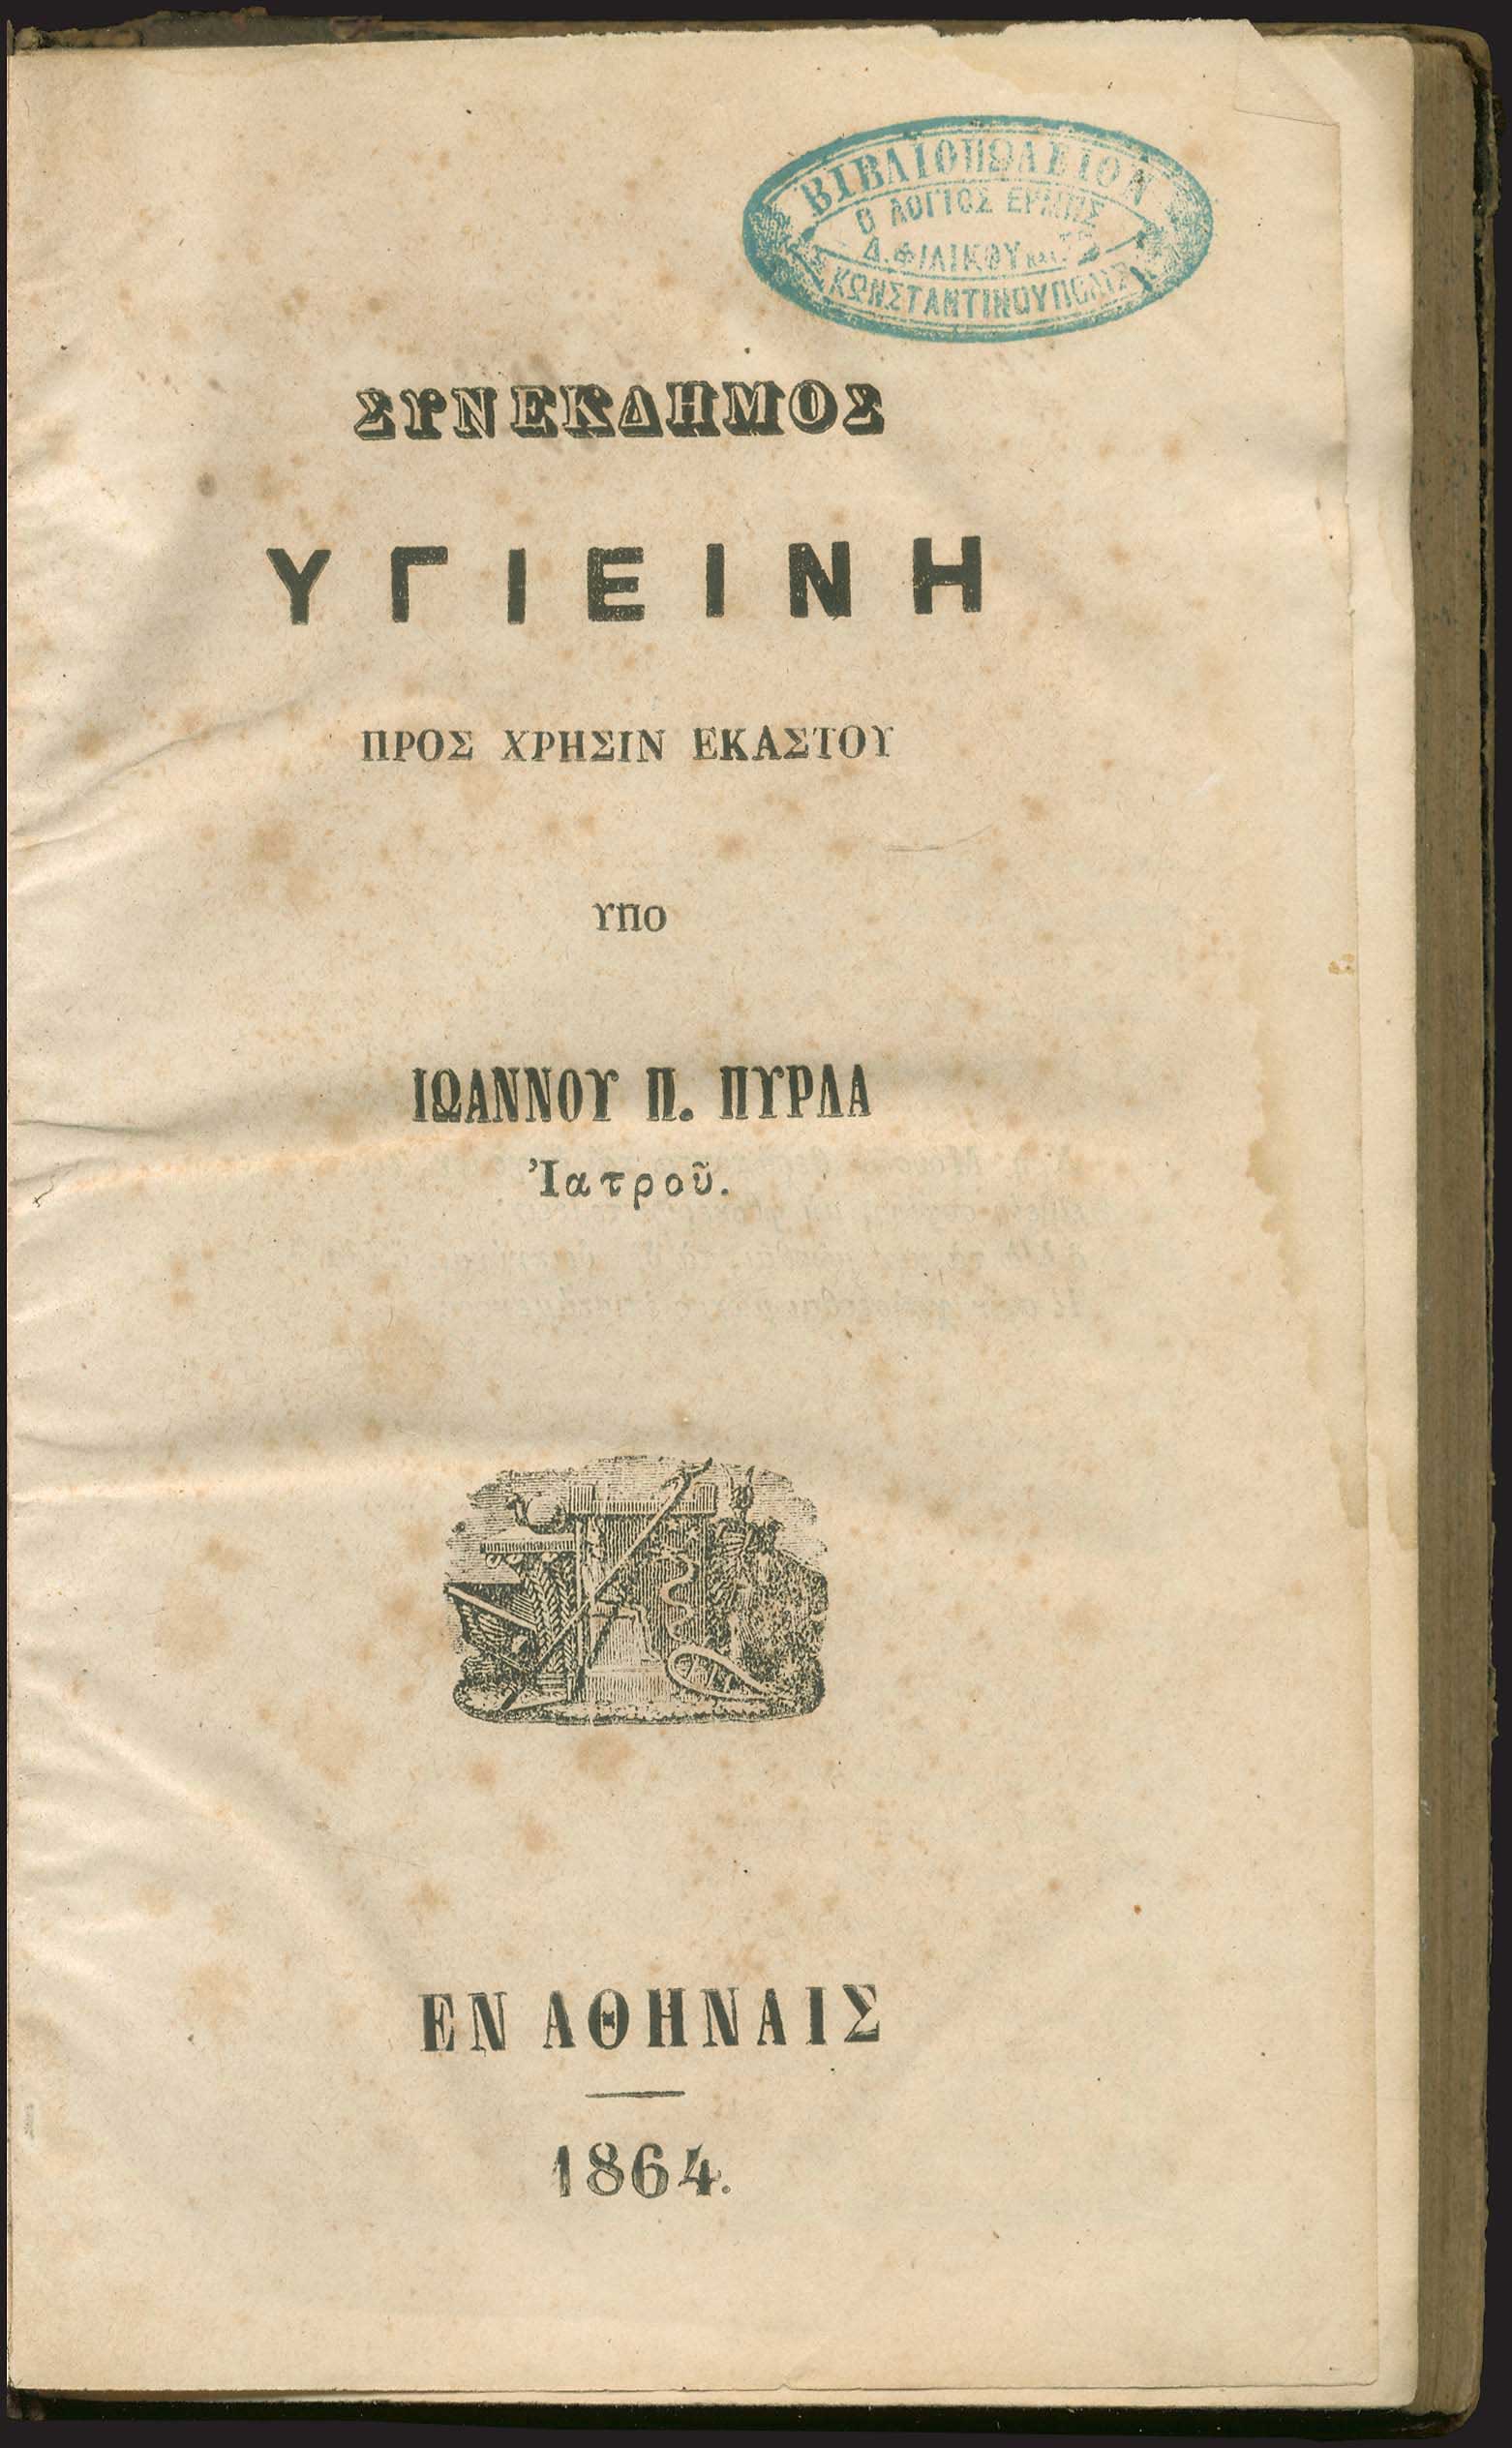 ΒΙΒΛΙΟΠΩΛΕΙΟΝ
Ο ΛΟΓΙΟΣ ΕΡΜΗΣ
Δ. ΦΙΛΙΚΟΥ
ΚΩΝΣΤΑΝΤΙΝΟΥΠΟΛΙΣ
ΣΥΝΕΚΔΗΜΟΣ
ΥΓΙΕΙΝΗ
ΠΡΟΣ ΧΡΗΣΙΝ ΕΚΑΣΤΟΥ
ΥΠΟ
ΙΩΑΝΝΟΥ Π. ΠΥΡΛΑ
Ἰατροῦ.
ΕΝ ΑΘΗΝΑΙΣ
1864.